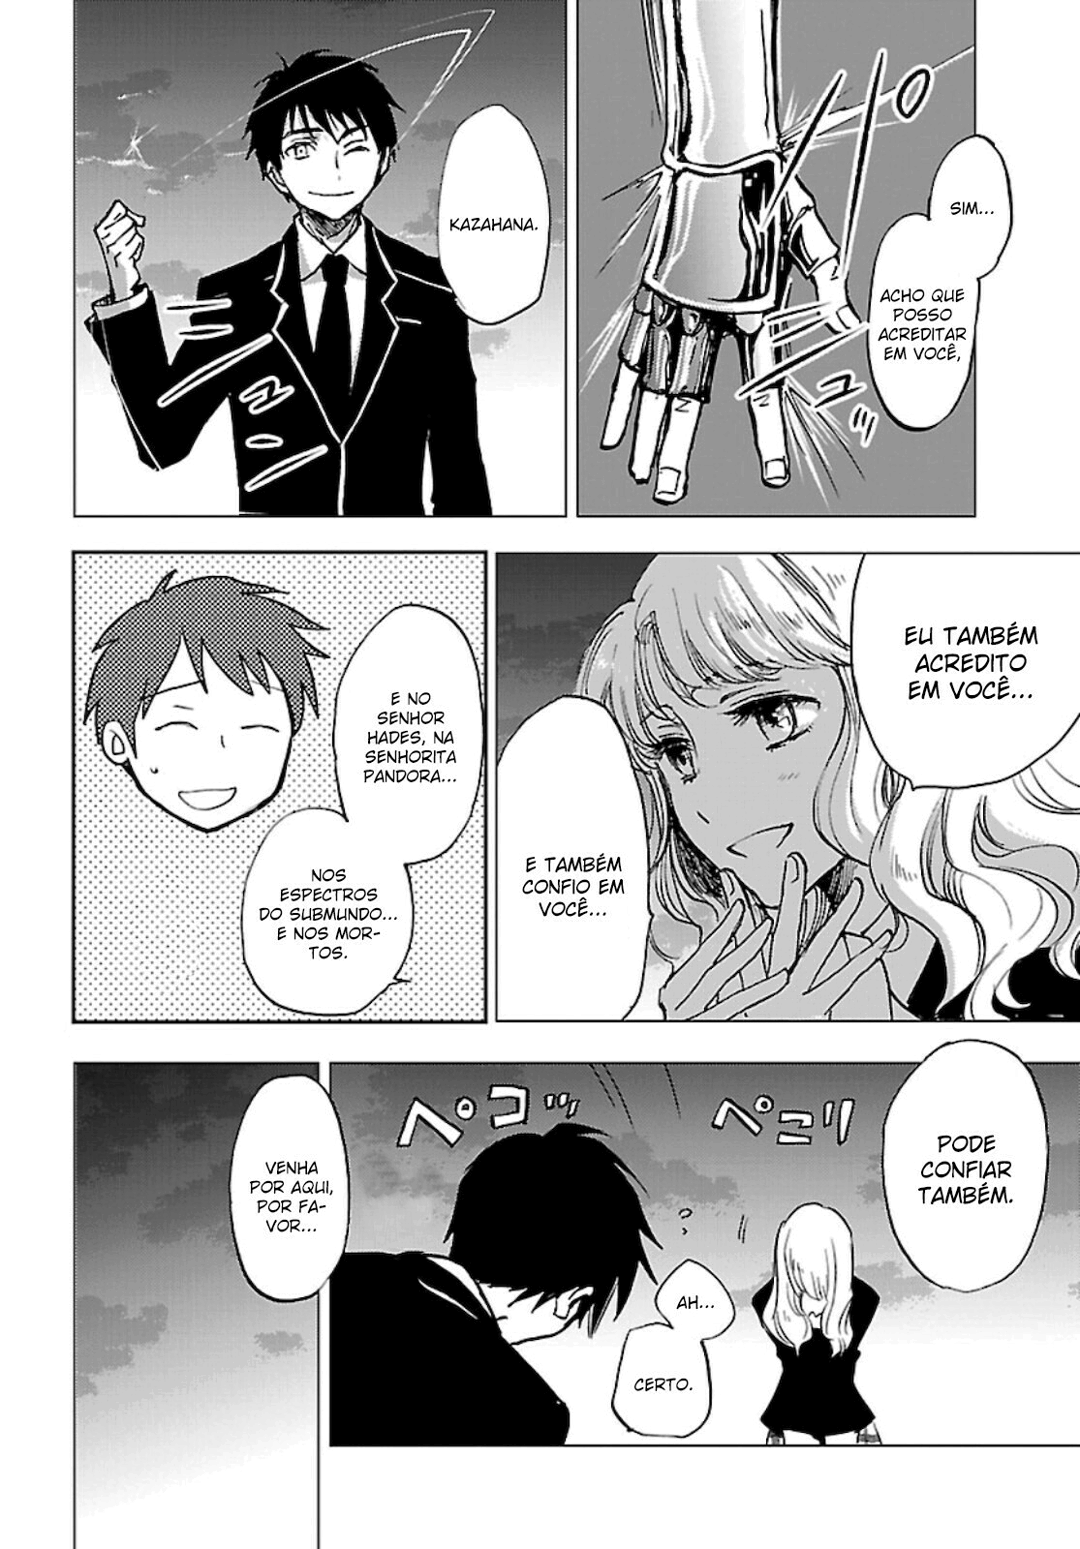 SIM...
ACHO QUE
POSSO
ACREDITAR
EM VOCÊ,
KAZAHANA.
EU TAMBÉM
ACREDITO
EM VOCÊ...
E TAMBÉM
CONFIO EM
VOCÊ...
E NO
SENHOR
HADES, NA
SENHORITA
PANDORA...
NOS
ESPECTROS
DO SUBMUNDO...
E NOS MOR-
TOS.
PODE
CONFIAR
TAMBÉM.
ペこリ
ペコッ
AH...
CERTO.
VENHA
POR AQUI,
POR FA-
VOR...